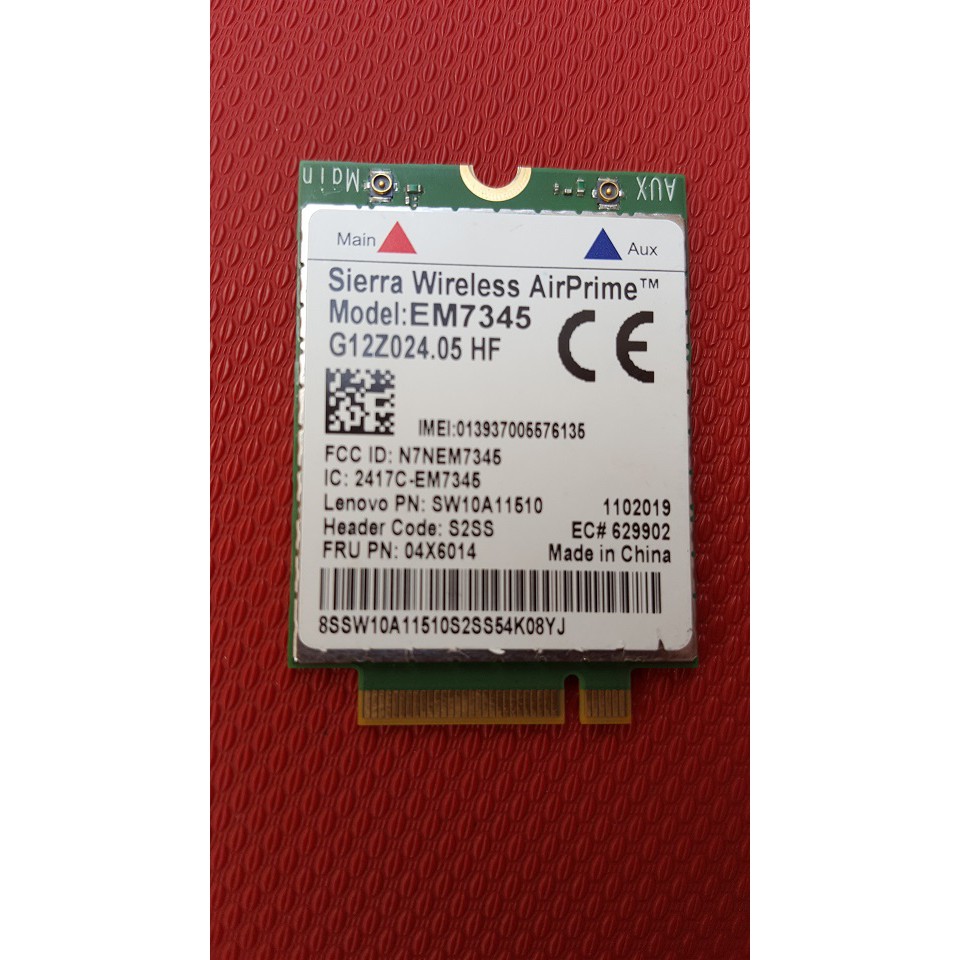 Main
AUX
Main
Aux
Sierra Wireless AirPrime™
Model:EM7345
G12Z024.05 HF
CE
IMEI:013937005576135
FCC ID: N7NEM7345
IC: 2417C-EM7345
Lenovo PN: SW10A11510 1102019
Header Code: S2SS EC# 629902
FRU PN: 04X6014 Made in China
8SSW10A11510S2SS54K08YJ